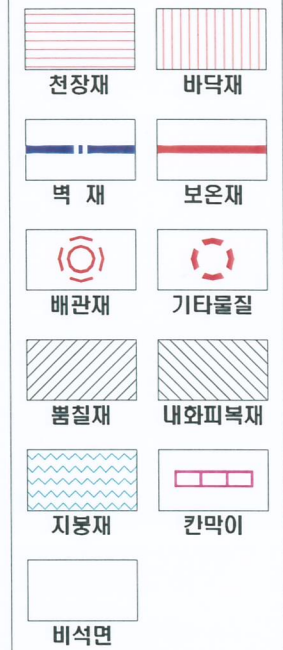 천장재 바닥재
벽 재 보온재
배관재 기타물질
뿜칠재 내화피복재
지붕재 칸막이
비석면